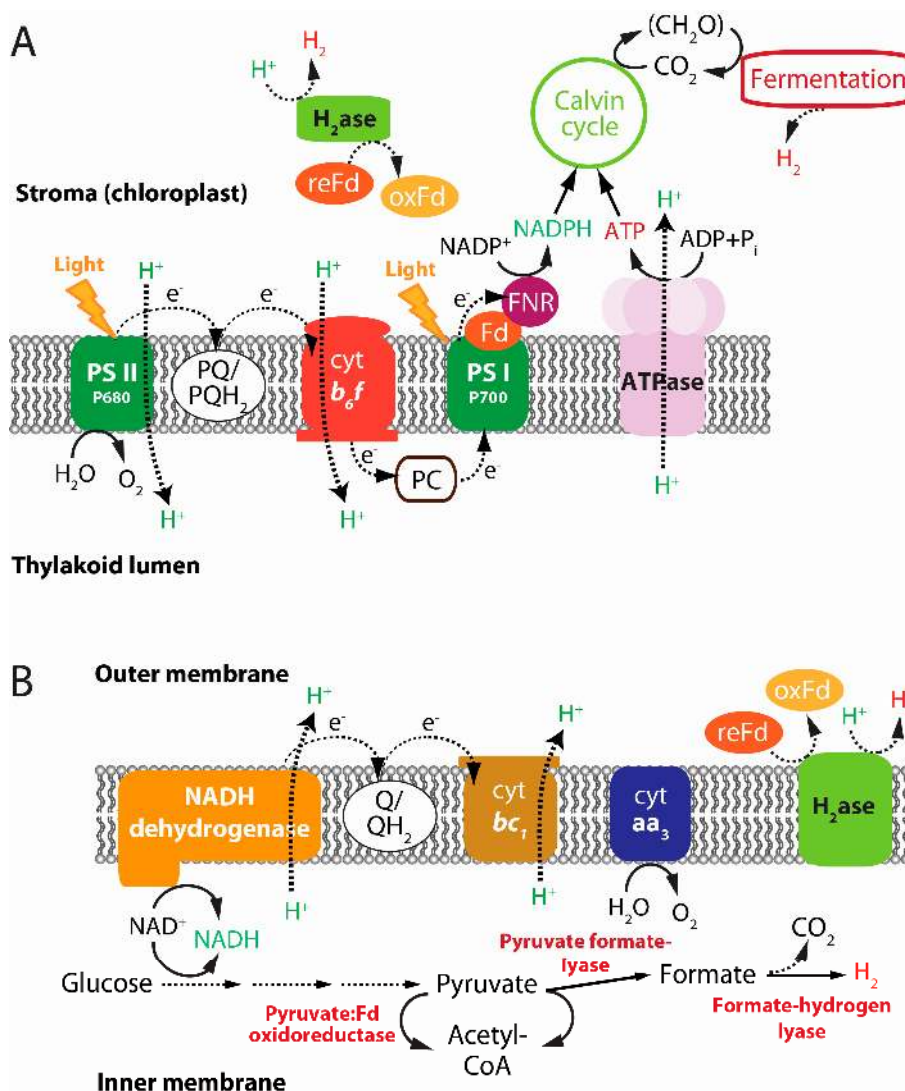 A
H⁺
H₂
H₂ase
reFd
oxFd
(CH₂O)
CO₂
Calvin
cycle
Fermentation
H₂
Stroma (chloroplast)
NADP⁺
NADPH
ATP
H⁺
ADP+Pᵢ
Light
H⁺
e⁻
e⁻
H⁺
Light
e⁻
FNR
Fd
PS II
P680
PQ/
PQH₂
cyt
b₆f
PS I
P700
ATPase
H₂O
O₂
H⁺
H⁺
e⁻
PC
e⁻
H⁺
Thylakoid lumen
B
Outer membrane
H⁺
e⁻
e⁻
H⁺
reFd
oxFd
H⁺
H
NADH
dehydrogenase
Q/
QH₂
cyt
bc₁
cyt
aa₃
H₂ase
H⁺
H⁺
H₂O
O₂
NAD⁺
NADH
Glucose
Pyruvate:Fd
oxidoreductase
Pyruvate
Acetyl-
CoA
Pyruvate formate-
lyase
Formate
CO₂
H₂
Formate-hydrogen
lyase
Inner membrane